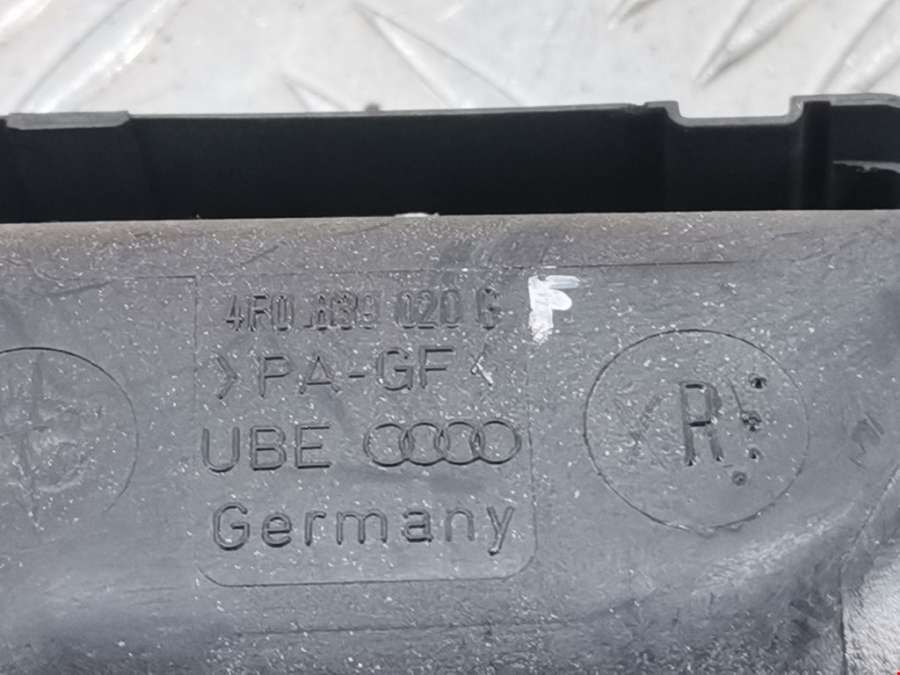 4F0 839 020 G F
>PA-GF<
UBE
Germany
R